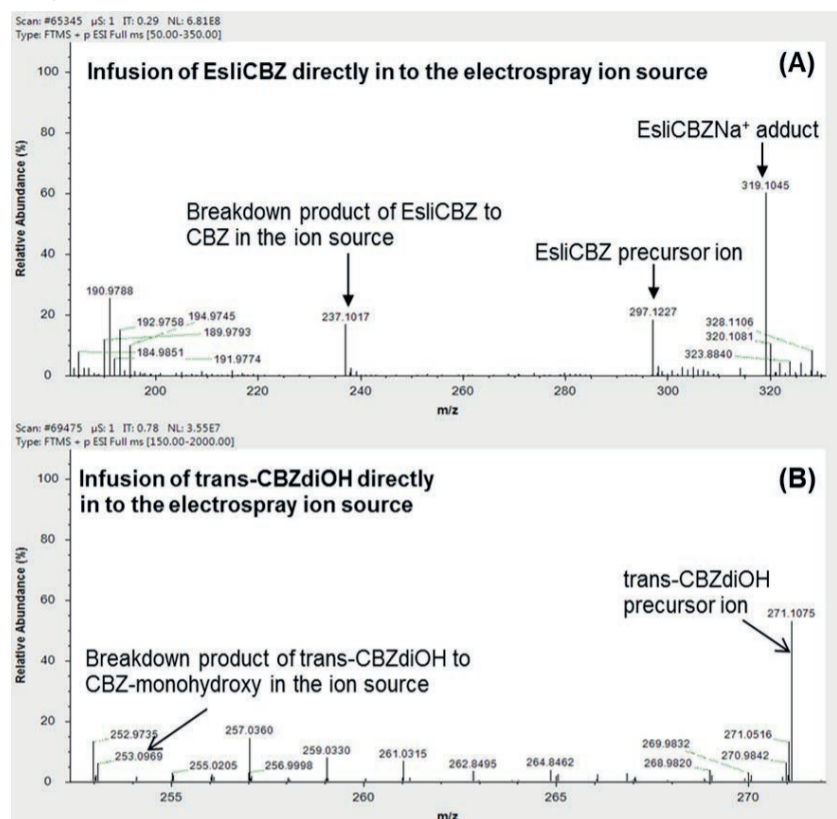 Scan: #65345 µS: 1 IT: 0.29 NL: 6.81E8
Type: FTMS + p ESI Full ms [50.00-350.00]
Infusion of EsliCBZ directly in to the electrospray ion source
(A)
EsliCBZNa+ adduct
319.1045
Breakdown product of EsliCBZ to
CBZ in the ion source
EsliCBZ precursor ion
190.9788
237.1017
297.1227
192.9758
194.9745
189.9793
184.9851
191.9774
328.1106
320.1081
323.8840
Relative Abundance (%)
100
80
60
40
20
0
200 220 240 260 280 300 320
m/z
Scan: #69475 µS: 1 IT: 0.78 NL: 3.55E7
Type: FTMS + p ESI Full ms [150.00-2000.00]
Infusion of trans-CBZdiOH directly
in to the electrospray ion source
(B)
trans-CBZdiOH
precursor ion
271.1075
Breakdown product of trans-CBZdiOH to
CBZ-monohydroxy in the ion source
252.9735
253.0969
255.0205
257.0360
256.9998
259.0330
261.0315
262.8495
264.8462
269.9832
268.9820
271.0516
270.9842
Relative Abundance (%)
100
80
60
40
20
0
255 260 265 270
m/z